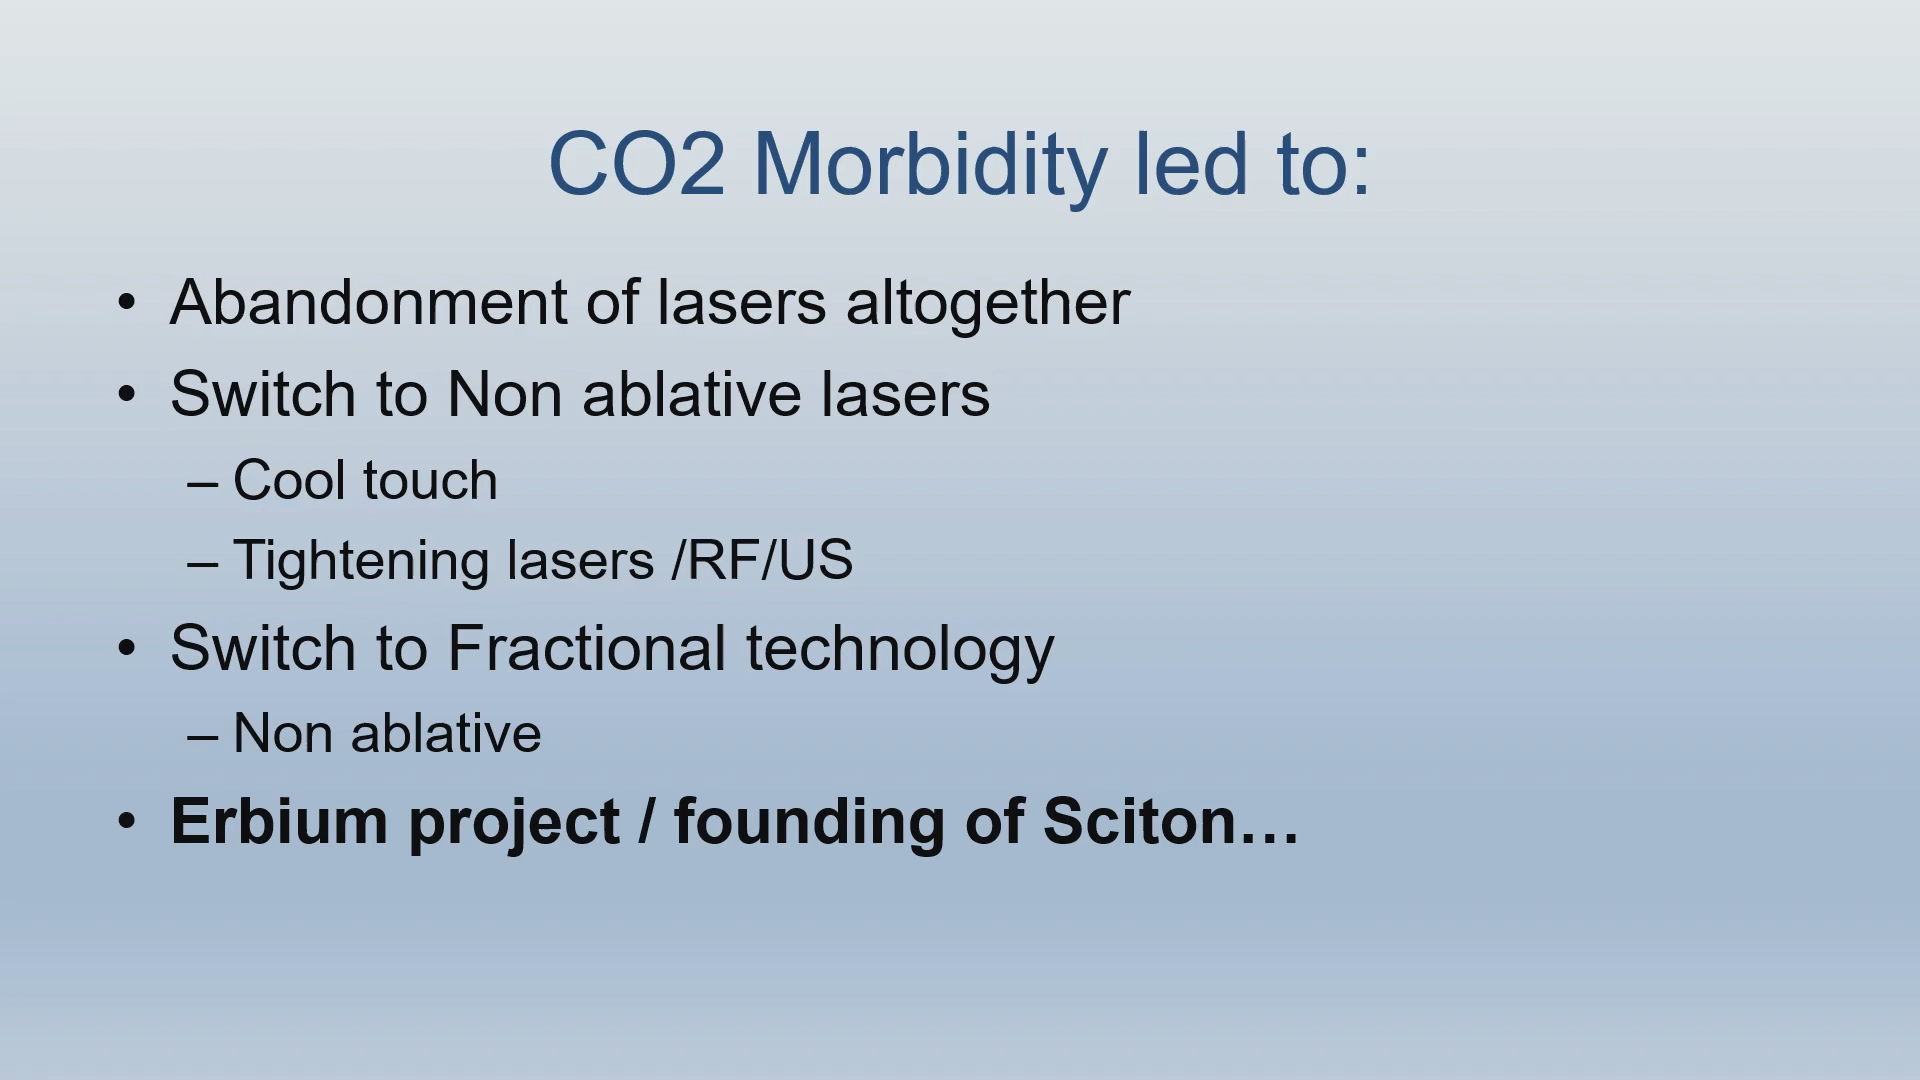 CO2 Morbidity led to:
• Abandonment of lasers altogether
• Switch to Non ablative lasers
– Cool touch
– Tightening lasers /RF/US
• Switch to Fractional technology
– Non ablative
• Erbium project / founding of Sciton…